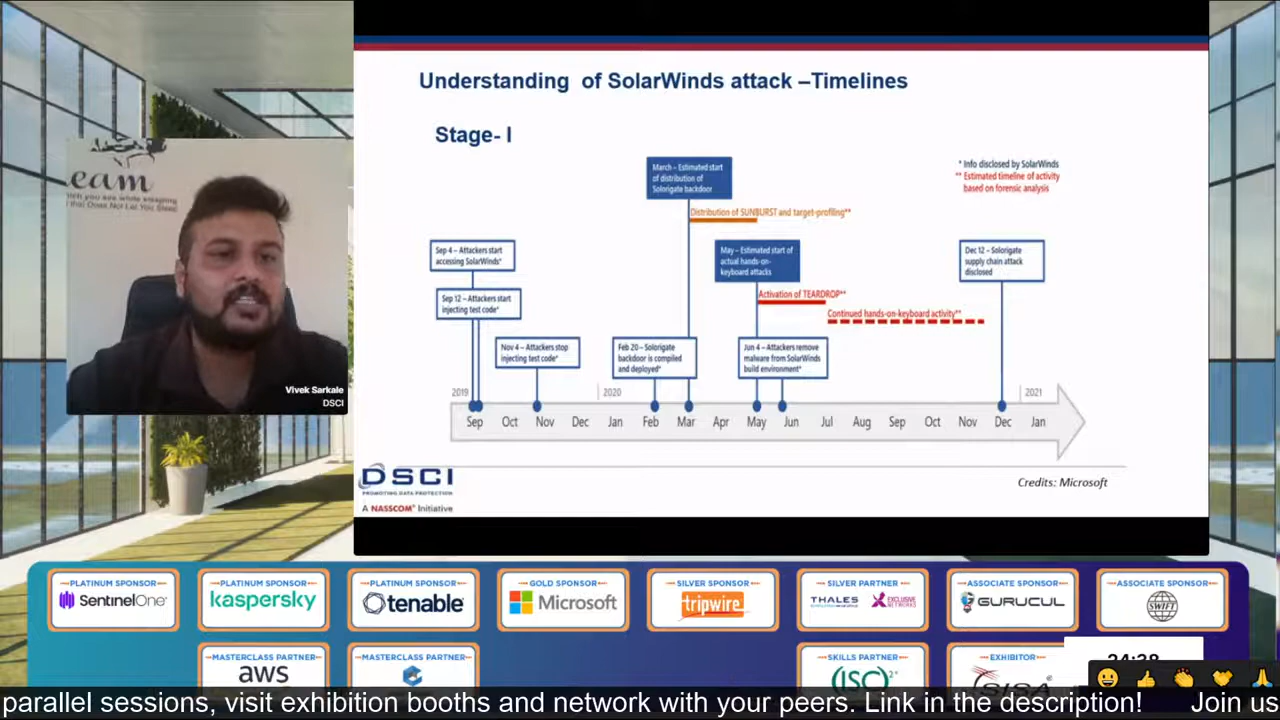 Understanding of SolarWinds attack –Timelines
Stage- I
March – Estimated start
of distribution of
Solorigate backdoor
* Info disclosed by SolarWinds
** Estimated timeline of activity
based on forensic analysis
Distribution of SUNBURST and target-profiling**
Sep 4 – Attackers start
accessing SolarWinds*
May – Estimated start of
actual hands-on-
keyboard attacks
Dec 12 – Solorigate
supply chain attack
disclosed
Activation of TEARDROP**
Sep 12 – Attackers start
injecting test code*
Continued hands-on-keyboard activity**
Nov 4 – Attackers stop
injecting test code*
Feb 20 – Solorigate
backdoor is compiled
and deployed*
Jun 4 – Attackers remove
malware from SolarWinds
build environment*
2019
2020
2021
Sep Oct Nov Dec Jan Feb Mar Apr May Jun Jul Aug Sep Oct Nov Dec Jan
Credits: Microsoft
DSCI
PROMOTING DATA PROTECTION
A NASSCOM® Initiative
eam
that Does Not Let You Sleep
Vivek Sarkale
DSCI
PLATINUM SPONSOR
SentinelOne
PLATINUM SPONSOR
kaspersky
PLATINUM SPONSOR
tenable
GOLD SPONSOR
Microsoft
SILVER SPONSOR
tripwire
SILVER PARTNER
THALES
EXCLUSIVE
NETWORKS
ASSOCIATE SPONSOR
GURUCUL
ASSOCIATE SPONSOR
SWIFT
MASTERCLASS PARTNER
aws
MASTERCLASS PARTNER
SKILLS PARTNER
(ISC)²
EXHIBITOR
SISA
24:38
parallel sessions, visit exhibition booths and network with your peers. Link in the description! Join us